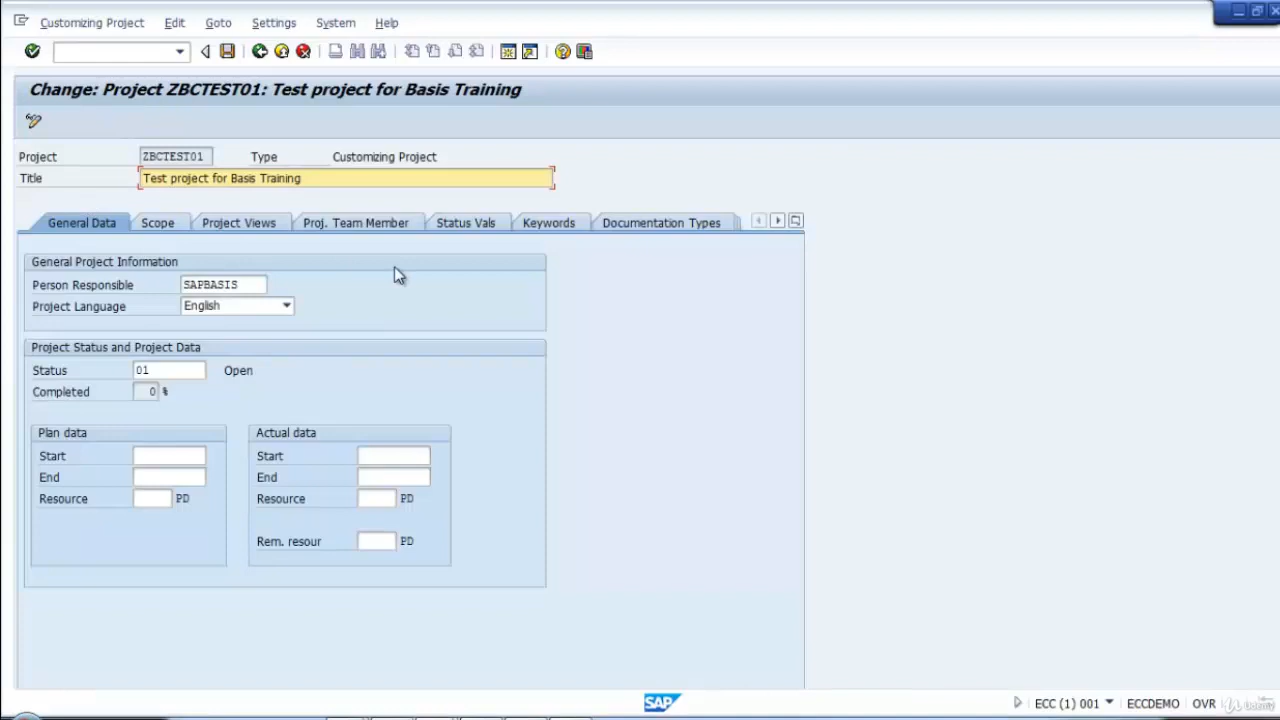 Customizing Project Edit Goto Settings System Help
Change: Project ZBCTEST01: Test project for Basis Training
Project ZBCTEST01 Type Customizing Project
Title Test project for Basis Training
General Data Scope Project Views Proj. Team Member Status Vals Keywords Documentation Types
General Project Information
Person Responsible SAPBASIS
Project Language English
Project Status and Project Data
Status 01 Open
Completed 0 %
Plan data Actual data
Start Start
End End
Resource PD Resource PD
Rem. resour PD
SAP ECC (1) 001 ECCDEMO OVR Udemy